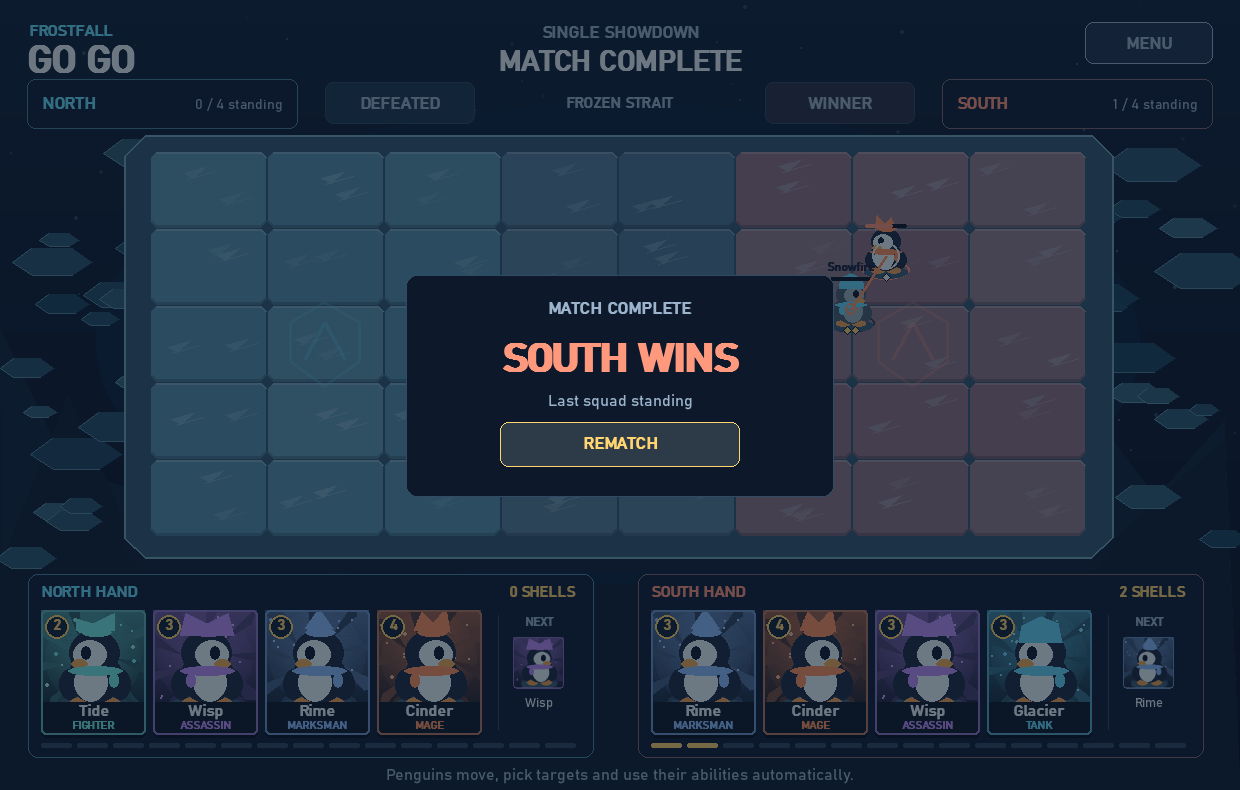 FROSTFALL
GO GO
SINGLE SHOWDOWN
MATCH COMPLETE
MENU
NORTH
0 / 4 standing
DEFEATED
FROZEN STRAIT
WINNER
SOUTH
1 / 4 standing
Snowfire
MATCH COMPLETE
SOUTH WINS
Last squad standing
REMATCH
NORTH HAND
0 SHELLS
2
Tide
FIGHTER
3
Wisp
ASSASSIN
3
Rime
MARKSMAN
4
Cinder
MAGE
NEXT
Wisp
SOUTH HAND
2 SHELLS
3
Rime
MARKSMAN
4
Cinder
MAGE
3
Wisp
ASSASSIN
3
Glacier
TANK
NEXT
Rime
Penguins move, pick targets and use their abilities automatically.